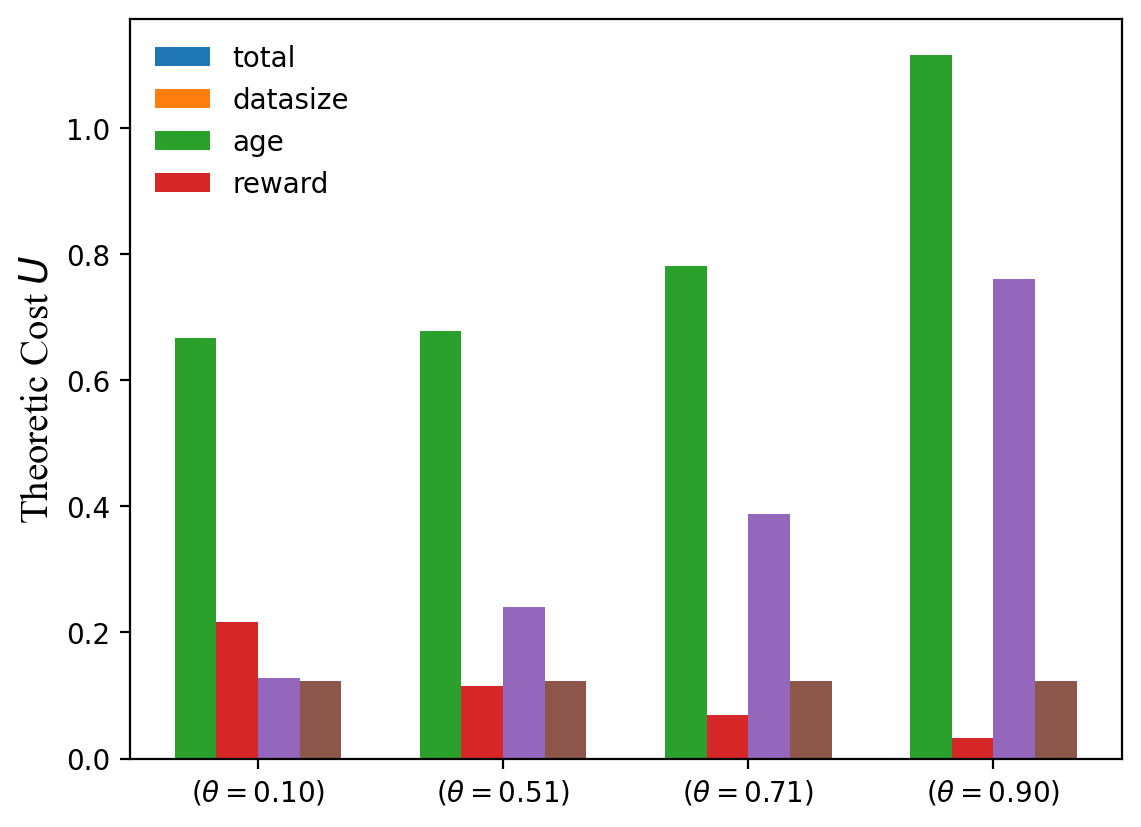 total
datasize
age
reward
1.0
0.8
0.6
0.4
0.2
0.0
Theoretic Cost U
(θ = 0.10) (θ = 0.51) (θ = 0.71) (θ = 0.90)